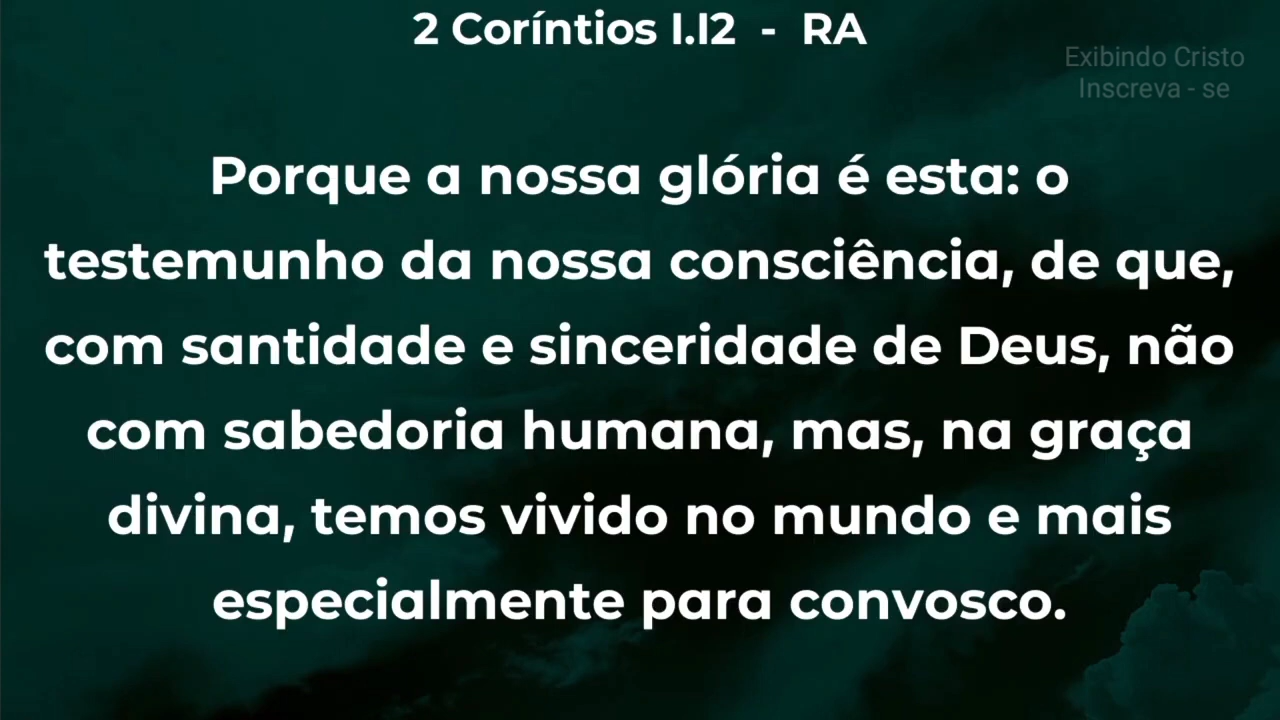 2 Coríntios I.I2 - RA
Exibindo Cristo
Inscreva - se
Porque a nossa glória é esta: o
testemunho da nossa consciência, de que,
com santidade e sinceridade de Deus, não
com sabedoria humana, mas, na graça
divina, temos vivido no mundo e mais
especialmente para convosco.